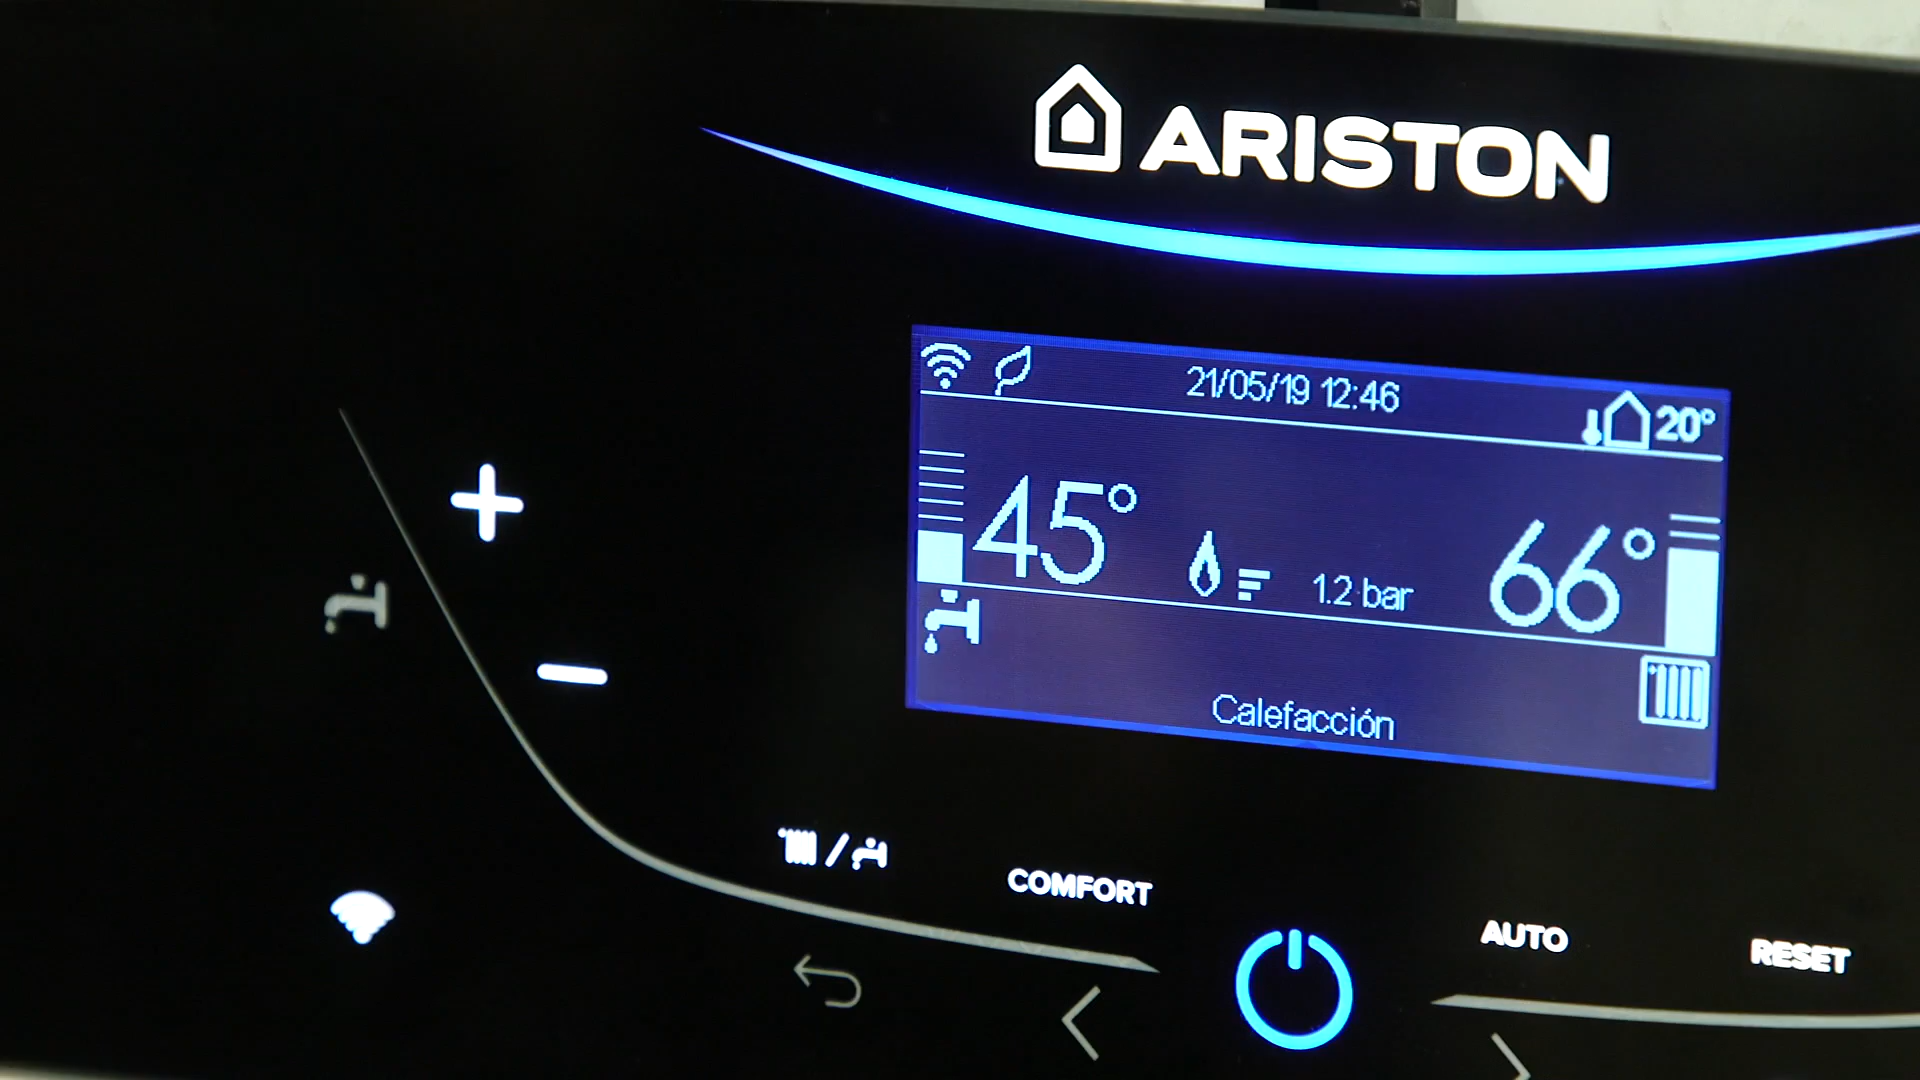 ARISTON
21/05/19 12:46
20°
45°
1.2 bar
66°
Calefacción
COMFORT
AUTO
RESET